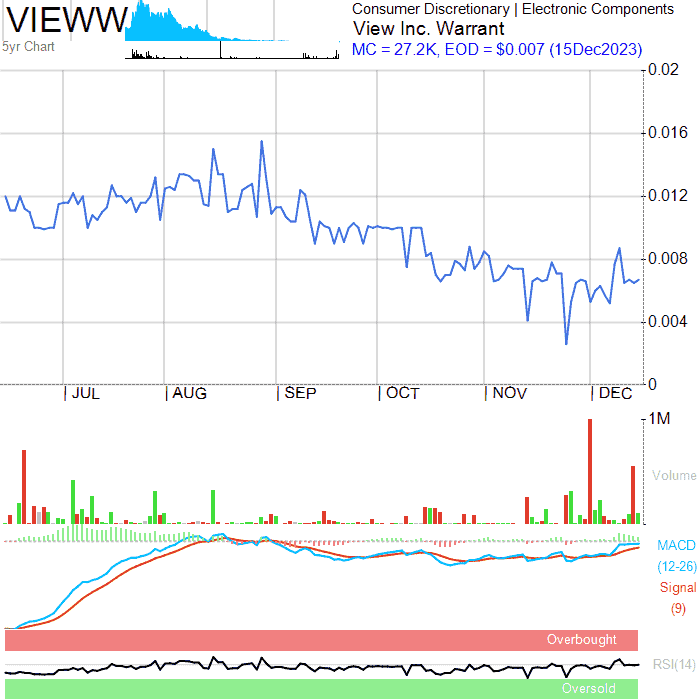 VIEWW
5yr Chart
Consumer Discretionary | Electronic Components
View Inc. Warrant
MC = 27.2K, EOD = $0.007 (15Dec2023)
0.02
0.016
0.012
0.008
0.004
0
JUL AUG SEP OCT NOV DEC
1M
Volume
MACD
(12-26)
Signal
(9)
Overbought
RSI(14)
Oversold